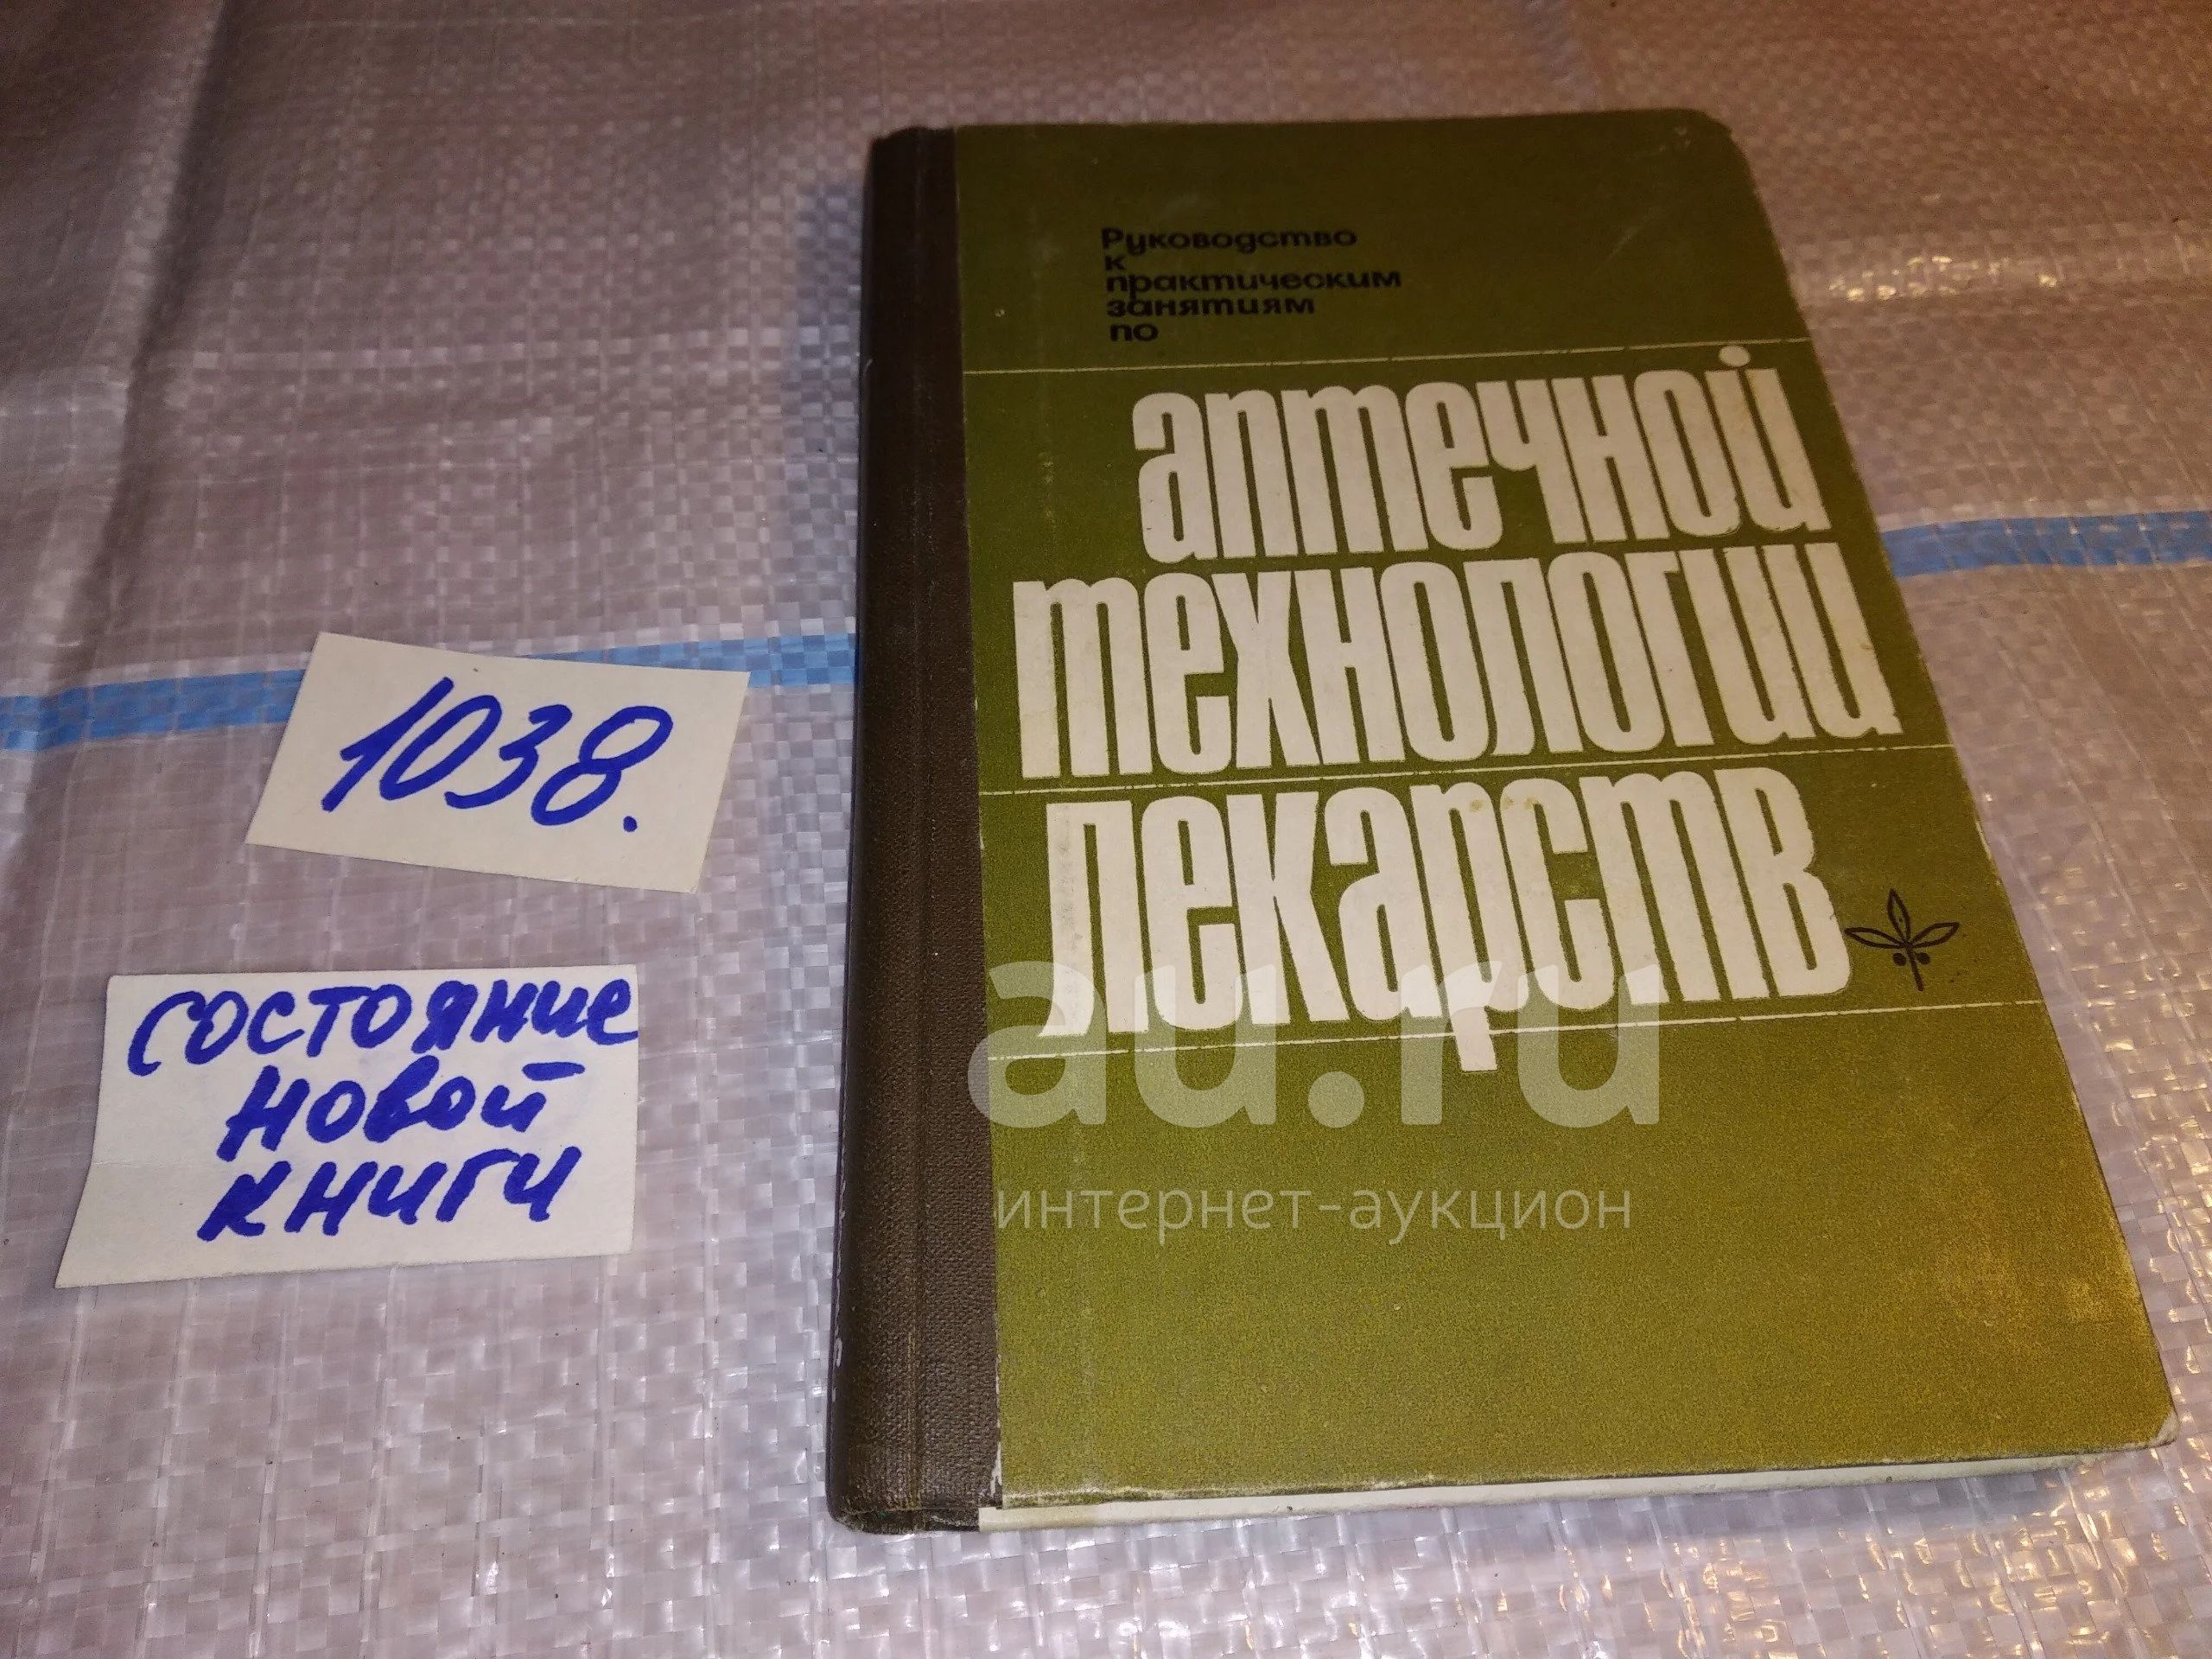 Руководство
к
практическим
занятиям
по
аптечной
технологии
лекарств
1038.
состояние
новой
книги
au.ru
интернет-аукцион